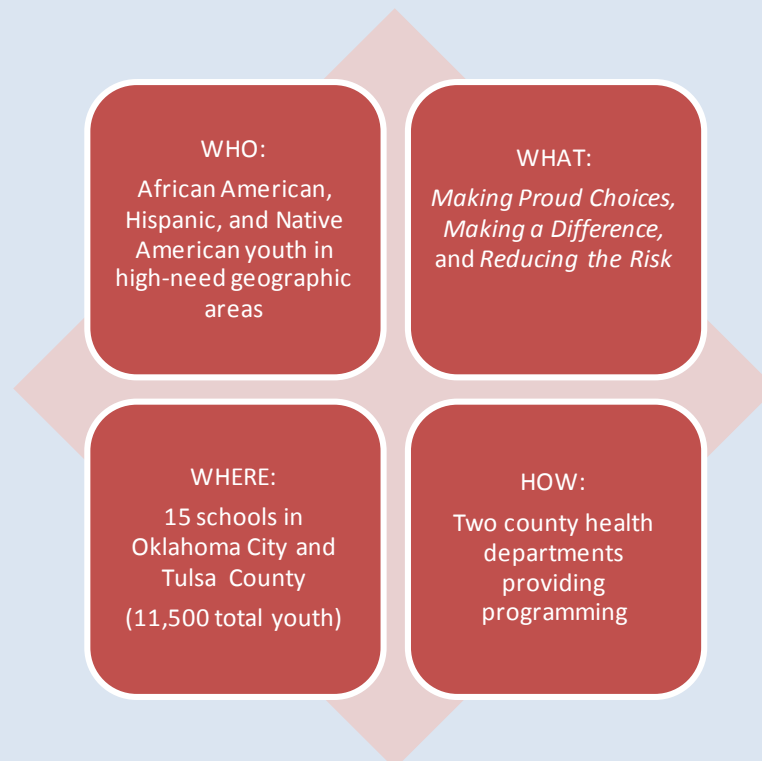 WHO:
African American,
Hispanic, and Native
American youth in
high-need geographic
areas
WHAT:
Making Proud Choices,
Making a Difference,
and Reducing the Risk
WHERE:
15 schools in
Oklahoma City and
Tulsa County
(11,500 total youth)
HOW:
Two county health
departments
providing
programming